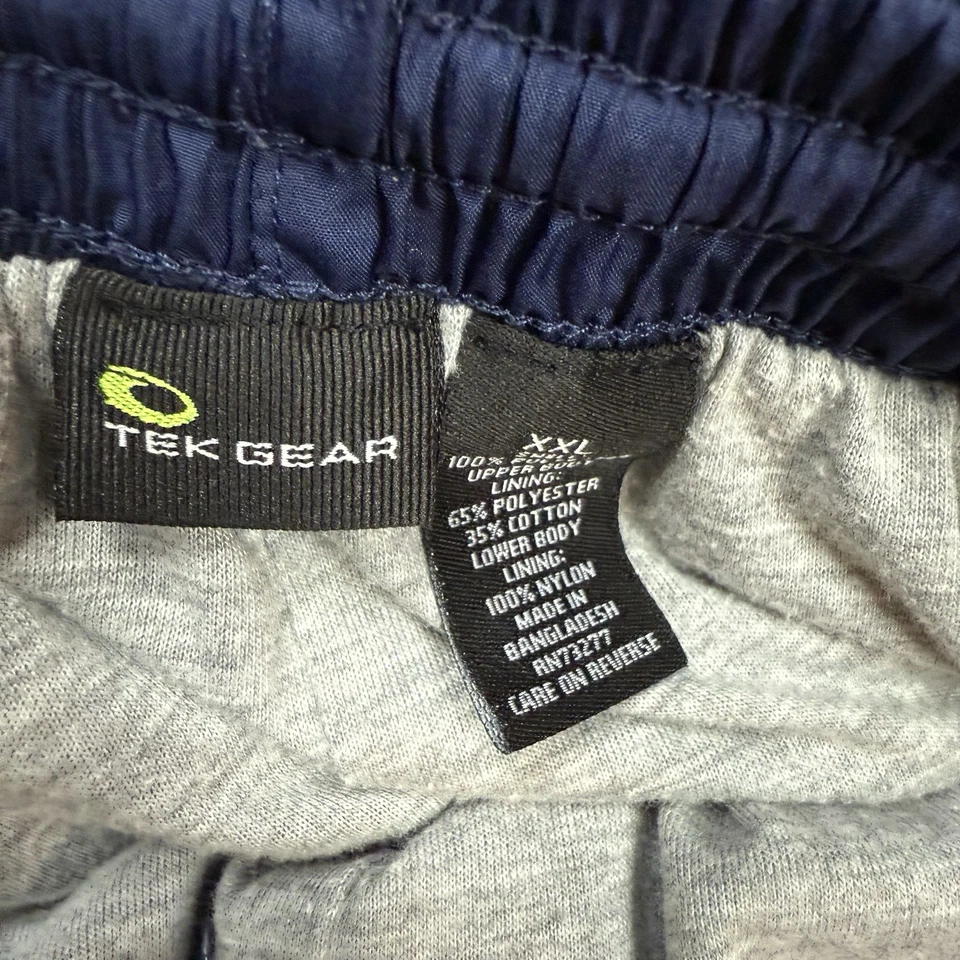 TEK GEAR
XXL
100% POLYESTER
UPPER BODY
LINING:
65% POLYESTER
35% COTTON
LOWER BODY
LINING:
100% NYLON
MADE IN
BANGLADESH
RN73277
CARE ON REVERSE